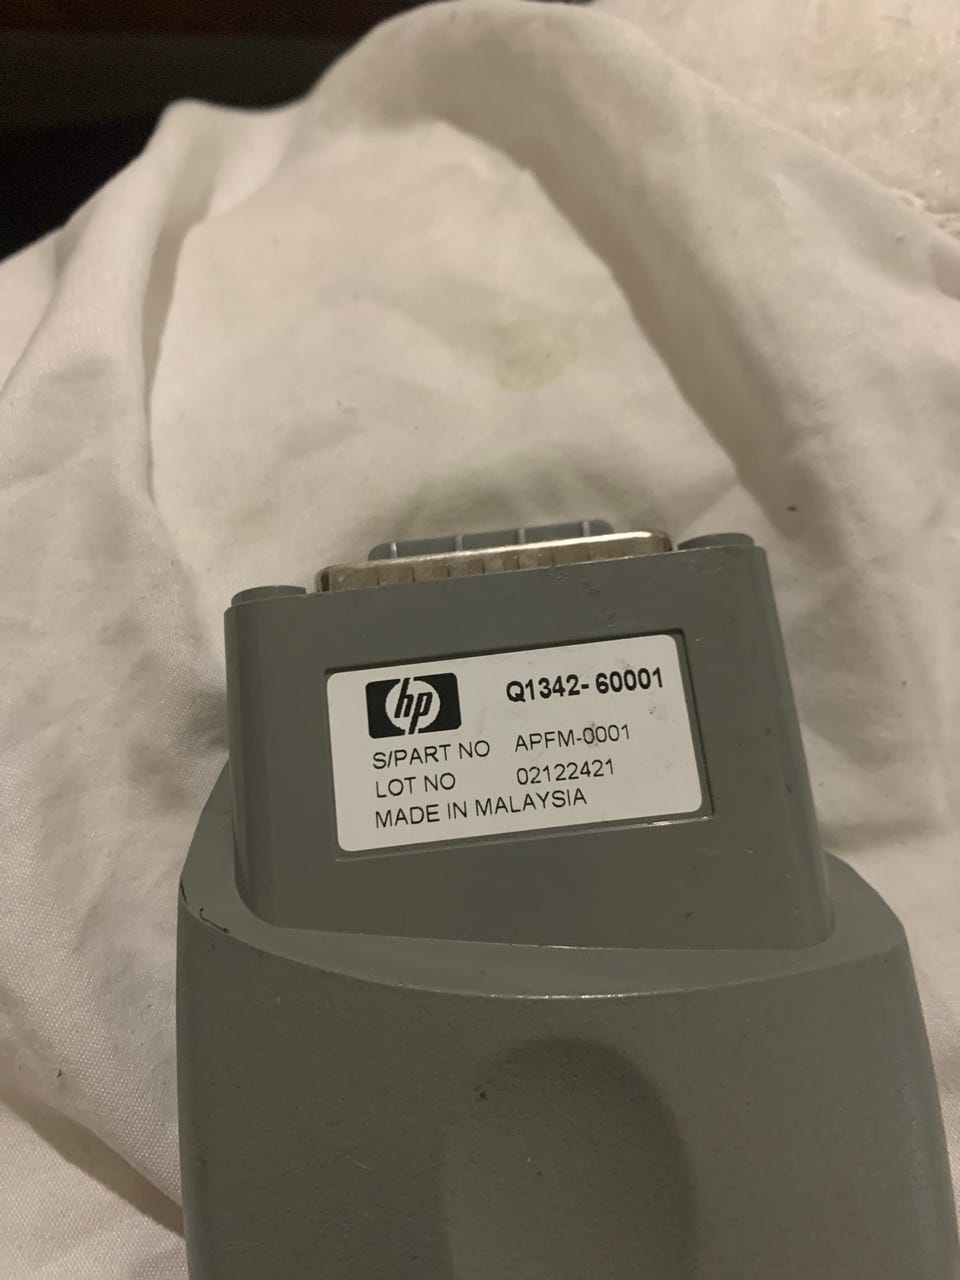 hp Q1342-60001
S/PART NO APFM-0001
LOT NO 02122421
MADE IN MALAYSIA